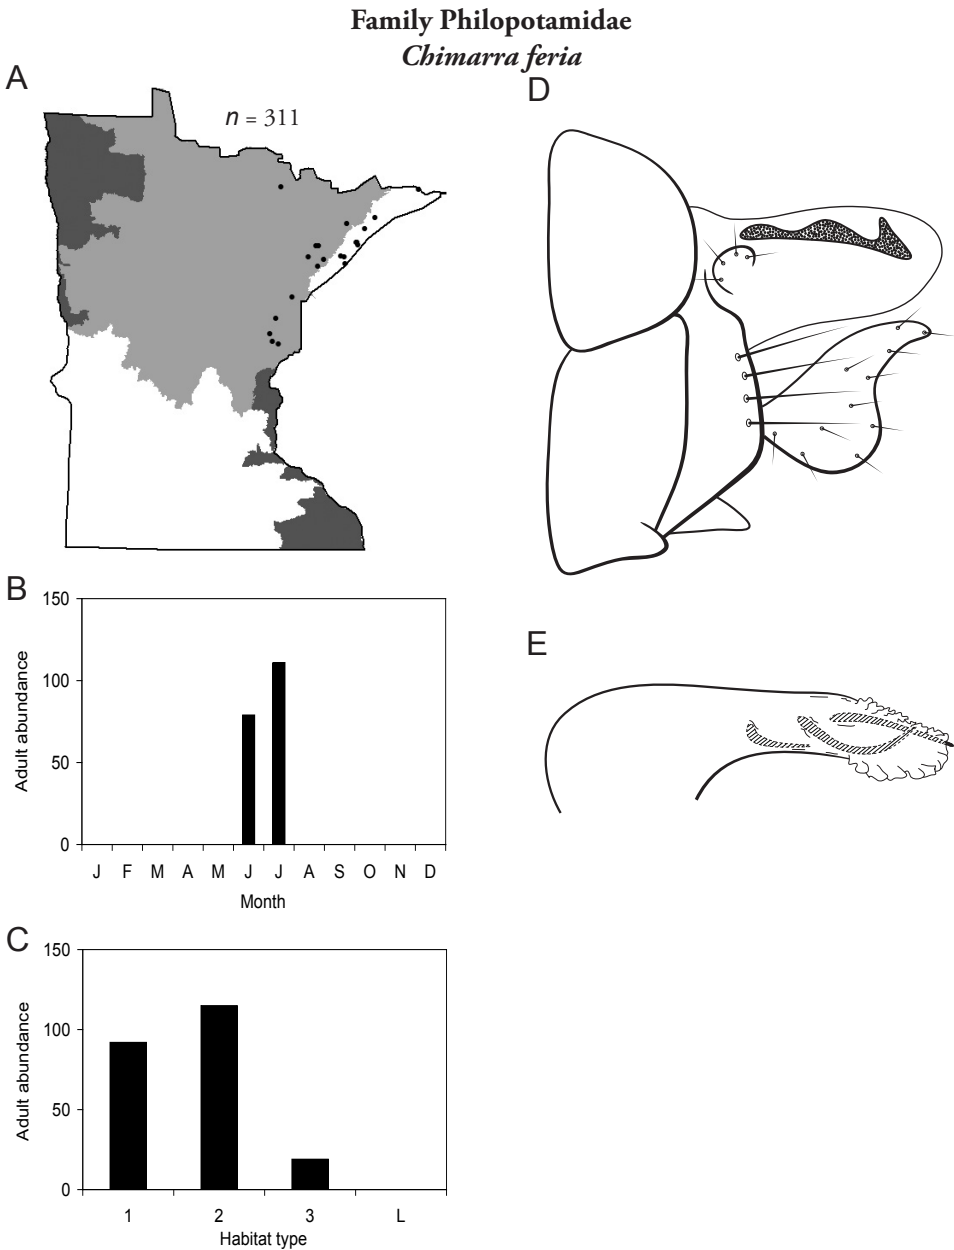 Family Philopotamidae
Chimarra feria
A
n = 311
B
150
100
50
0
Adult abundance
J F M A M J J A S O N D
Month
C
150
100
50
0
Adult abundance
1 2 3 L
Habitat type
D
E